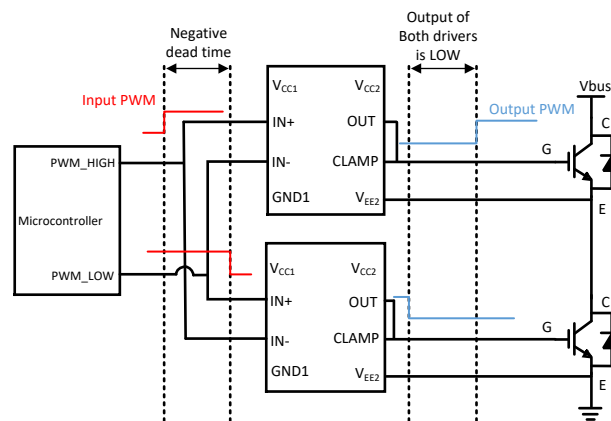 Negative
dead time
Output of
Both drivers
is LOW
Vbus
Input PWM
VCC1
VCC2
Output PWM
C
IN+
OUT
PWM_HIGH
IN-
CLAMP
G
GND1
VEE2
E
Microcontroller
PWM_LOW
VCC1
VCC2
IN+
OUT
C
IN-
CLAMP
G
GND1
VEE2
E